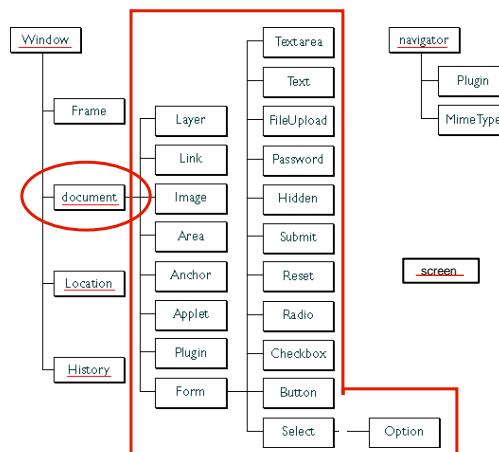 Window
Frame
document
Location
History
Layer
Link
Image
Area
Anchor
Applet
Plugin
Form
Textarea
Text
FileUpload
Password
Hidden
Submit
Reset
Radio
Checkbox
Button
Select
Option
navigator
Plugin
MimeType
screen